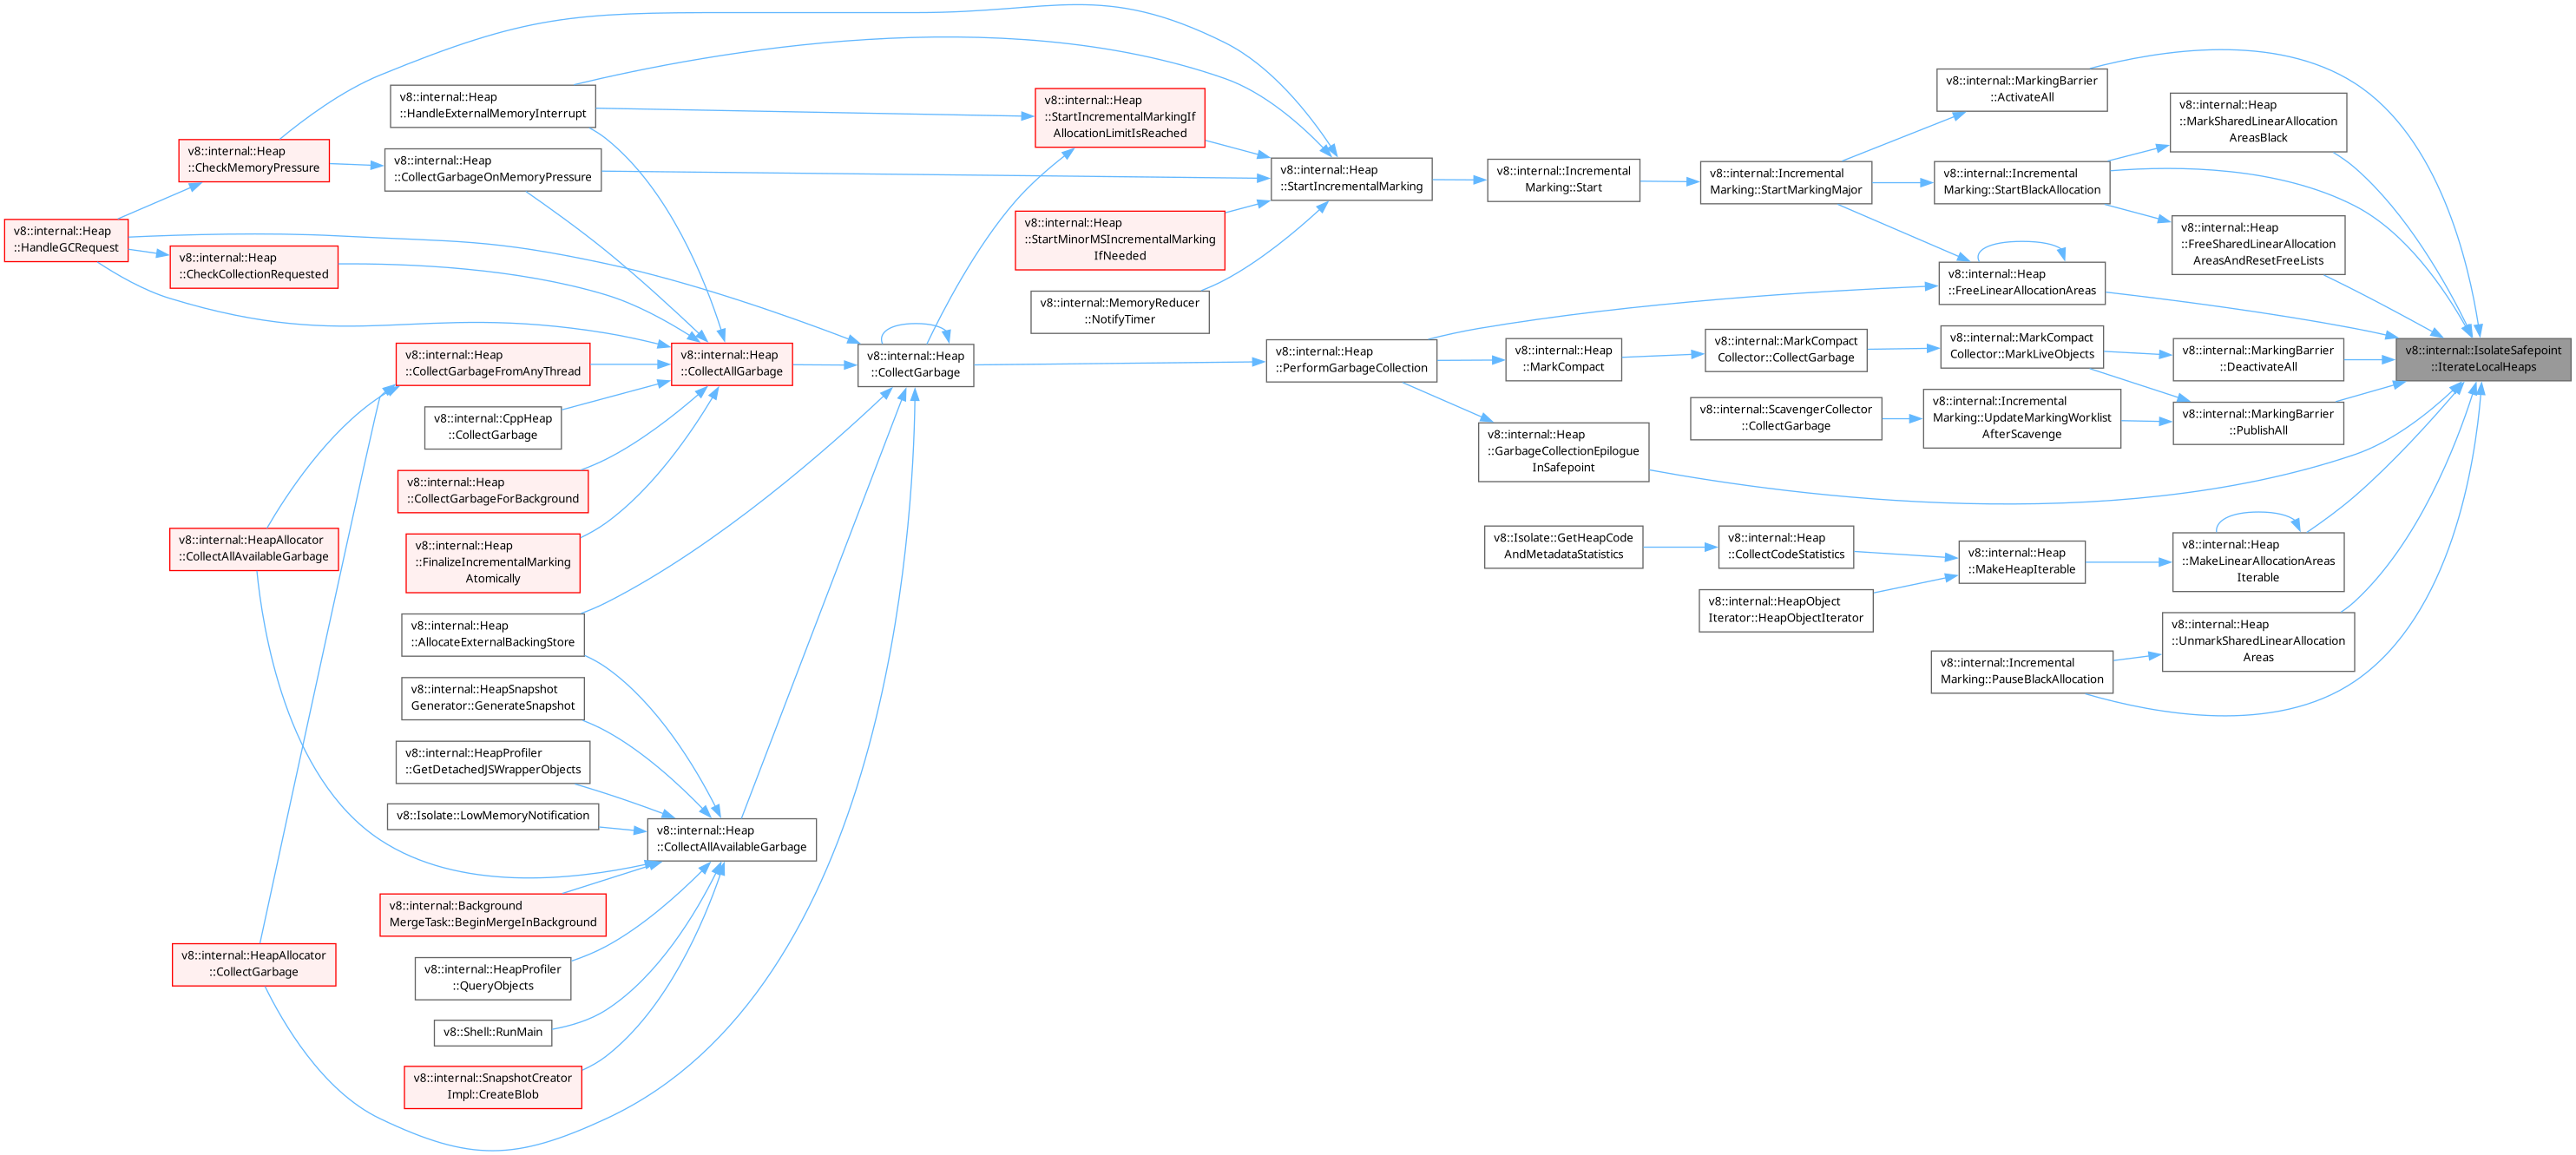 v8::internal::Heap
::HandleGCRequest
v8::internal::Heap
::CheckMemoryPressure
v8::internal::Heap
::CheckCollectionRequested
v8::internal::HeapAllocator
::CollectAllAvailableGarbage
v8::internal::HeapAllocator
::CollectGarbage
v8::internal::Heap
::HandleExternalMemoryInterrupt
v8::internal::Heap
::CollectGarbageOnMemoryPressure
v8::internal::Heap
::CollectGarbageFromAnyThread
v8::internal::CppHeap
::CollectGarbage
v8::internal::Heap
::CollectGarbageForBackground
v8::internal::Heap
::FinalizeIncrementalMarking
Atomically
v8::internal::Heap
::AllocateExternalBackingStore
v8::internal::HeapSnapshot
Generator::GenerateSnapshot
v8::internal::HeapProfiler
::GetDetachedJSWrapperObjects
v8::Isolate::LowMemoryNotification
v8::internal::Background
MergeTask::BeginMergeInBackground
v8::internal::HeapProfiler
::QueryObjects
v8::Shell::RunMain
v8::internal::SnapshotCreator
Impl::CreateBlob
v8::internal::Heap
::CollectAllGarbage
v8::internal::Heap
::CollectAllAvailableGarbage
v8::internal::Heap
::CollectGarbage
v8::internal::Heap
::StartIncrementalMarkingIf
AllocationLimitIsReached
v8::internal::Heap
::StartMinorMSIncrementalMarking
IfNeeded
v8::internal::MemoryReducer
::NotifyTimer
v8::internal::Heap
::StartIncrementalMarking
v8::internal::Heap
::PerformGarbageCollection
v8::internal::Incremental
Marking::Start
v8::internal::Heap
::MarkCompact
v8::internal::Heap
::GarbageCollectionEpilogue
InSafepoint
v8::Isolate::GetHeapCode
AndMetadataStatistics
v8::internal::Incremental
Marking::StartMarkingMajor
v8::internal::MarkCompact
Collector::CollectGarbage
v8::internal::ScavengerCollector
::CollectGarbage
v8::internal::Heap
::CollectCodeStatistics
v8::internal::HeapObject
Iterator::HeapObjectIterator
v8::internal::MarkingBarrier
::ActivateAll
v8::internal::Incremental
Marking::StartBlackAllocation
v8::internal::Heap
::FreeLinearAllocationAreas
v8::internal::MarkCompact
Collector::MarkLiveObjects
v8::internal::Incremental
Marking::UpdateMarkingWorklist
AfterScavenge
v8::internal::Heap
::MakeHeapIterable
v8::internal::Incremental
Marking::PauseBlackAllocation
v8::internal::Heap
::MarkSharedLinearAllocation
AreasBlack
v8::internal::Heap
::FreeSharedLinearAllocation
AreasAndResetFreeLists
v8::internal::MarkingBarrier
::DeactivateAll
v8::internal::MarkingBarrier
::PublishAll
v8::internal::Heap
::MakeLinearAllocationAreas
Iterable
v8::internal::Heap
::UnmarkSharedLinearAllocation
Areas
v8::internal::IsolateSafepoint
::IterateLocalHeaps